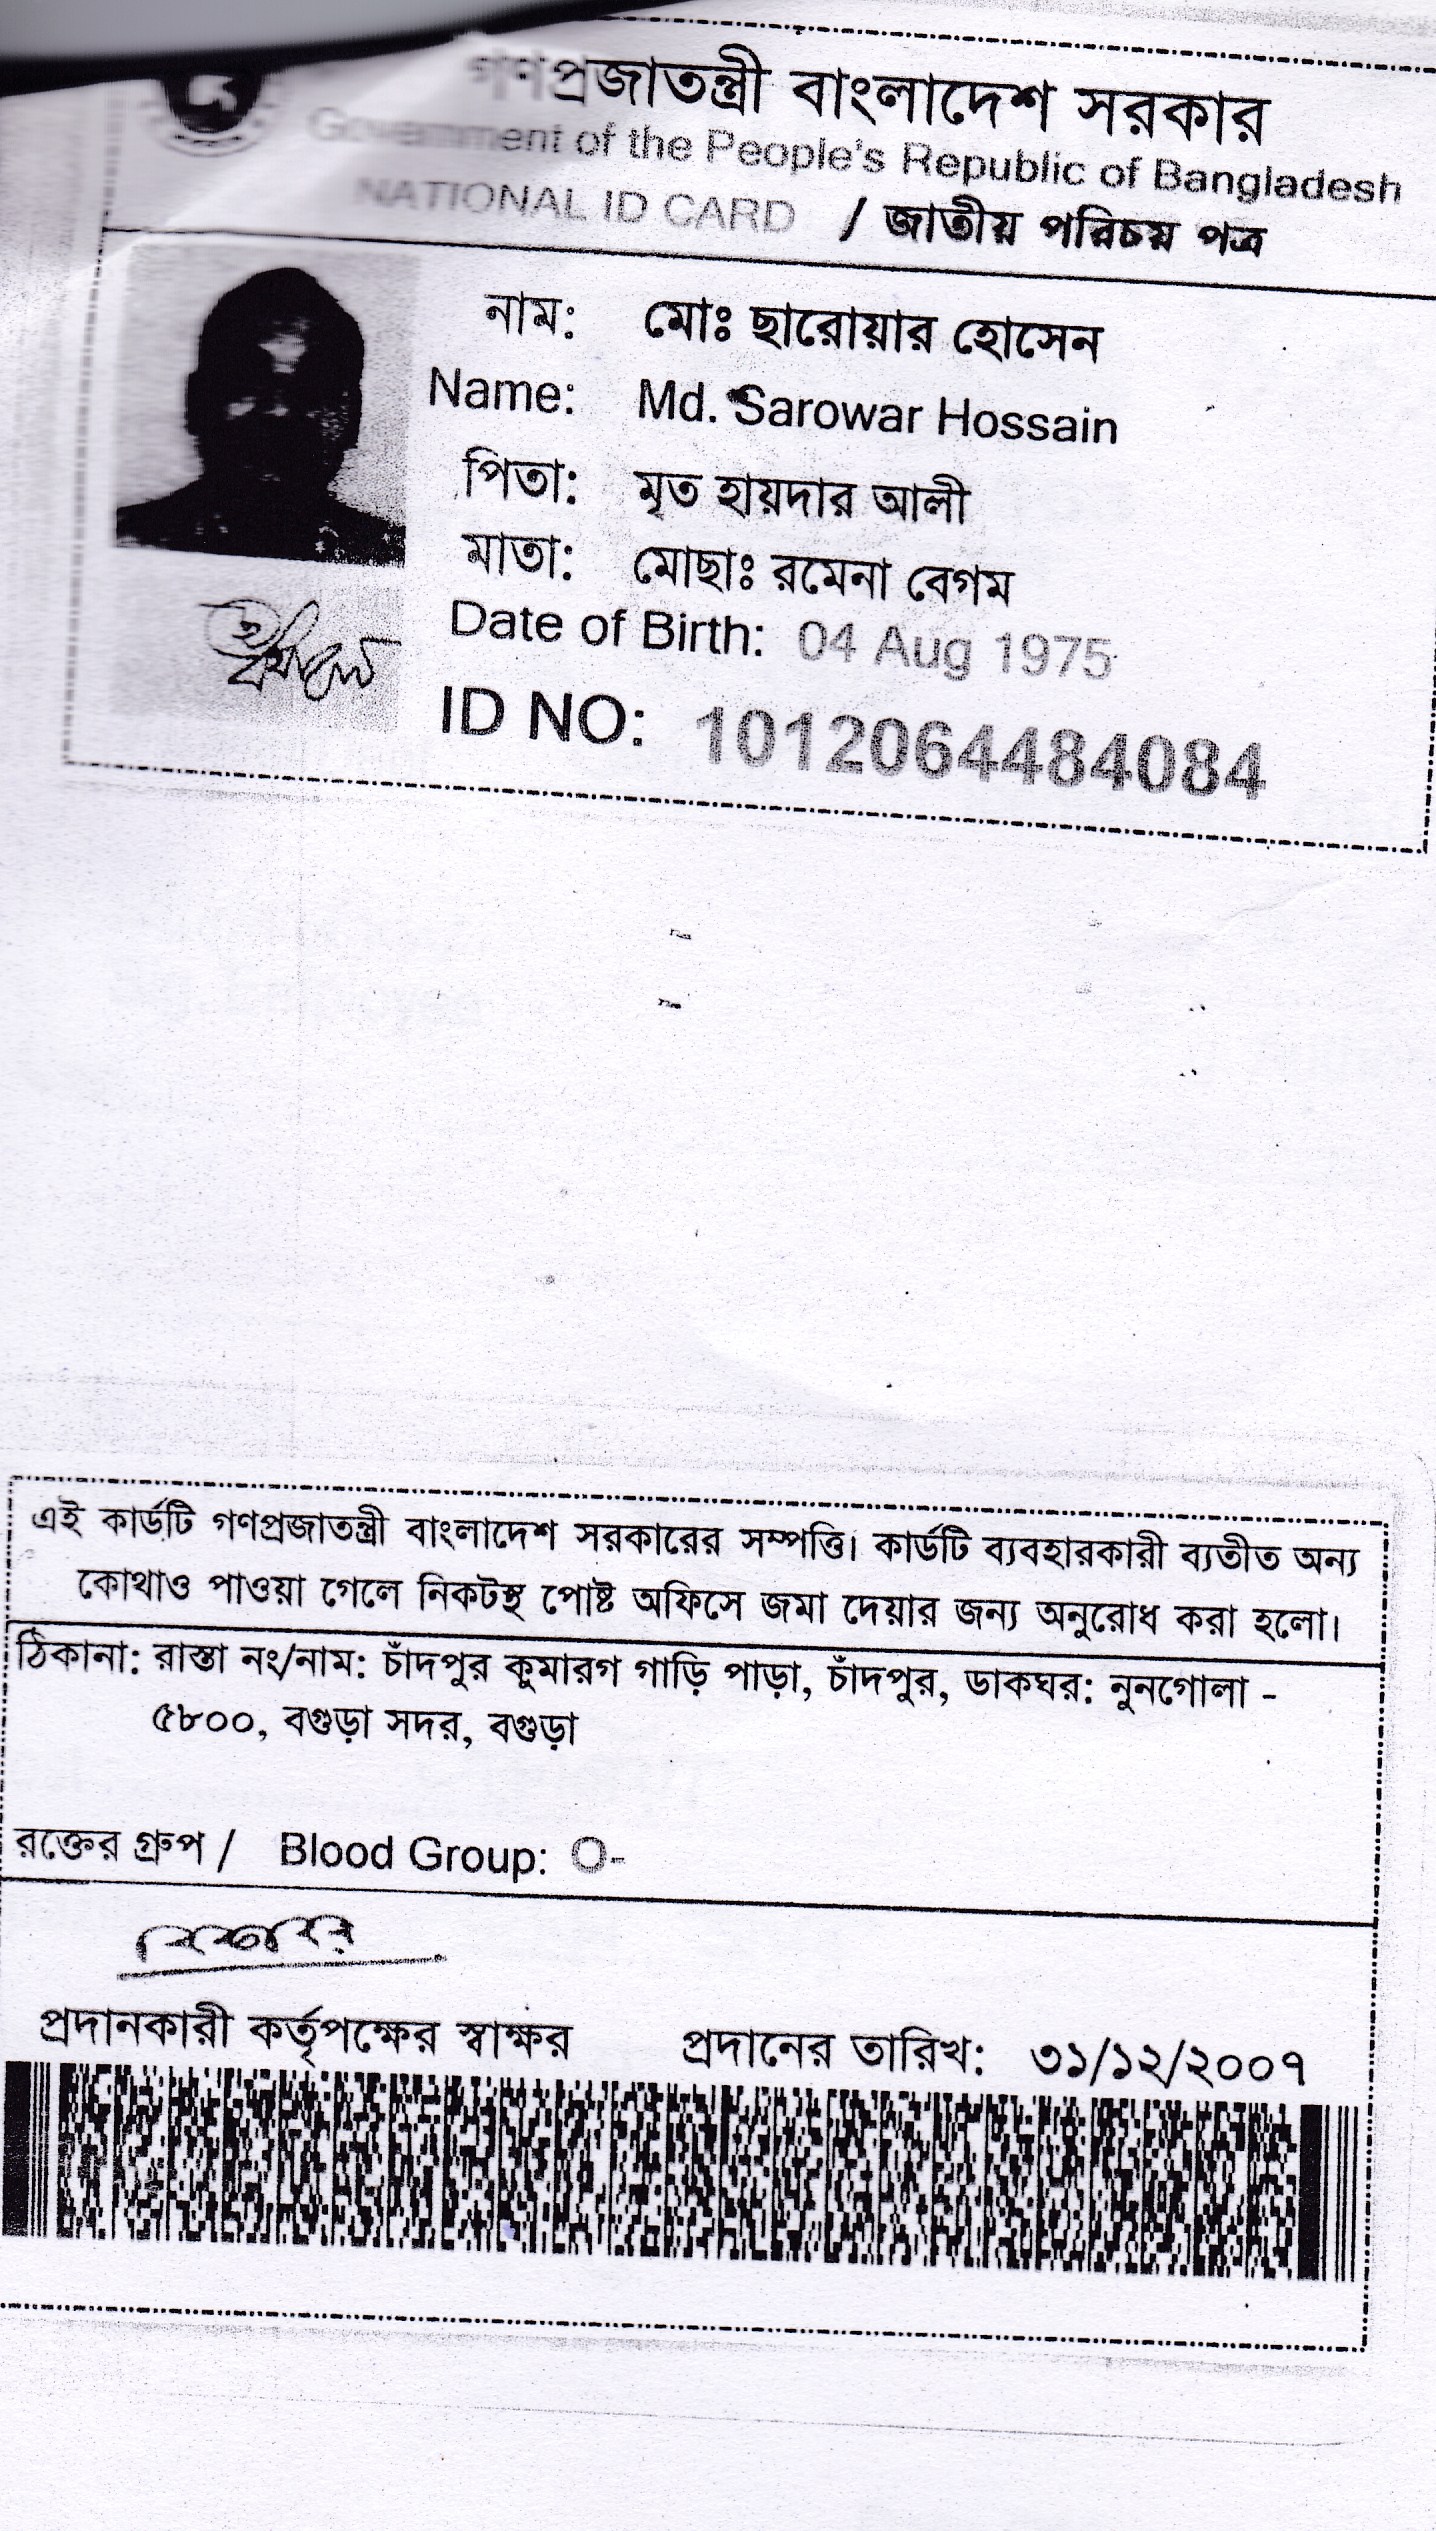 গণপ্রজাতন্ত্রী বাংলাদেশ সরকার
Government of the People's Republic of Bangladesh
NATIONAL ID CARD / জাতীয় পরিচয় পত্র
নাম: মোঃ ছারোয়ার হোসেন
Name: Md. Sarowar Hossain
পিতা: মৃত হায়দার আলী
মাতা: মোছাঃ রমেনা বেগম
Date of Birth: 04 Aug 1975
ID NO: 1012064484084
এই কার্ডটি গণপ্রজাতন্ত্রী বাংলাদেশ সরকারের সম্পত্তি। কার্ডটি ব্যবহারকারী ব্যতীত অন্য
কোথাও পাওয়া গেলে নিকটস্থ পোষ্ট অফিসে জমা দেয়ার জন্য অনুরোধ করা হলো।
ঠিকানা: রাস্তা নং/নাম: চাঁদপুর কুমারগ গাড়ি পাড়া, চাঁদপুর, ডাকঘর: নুনগোলা -
৫৮০০, বগুড়া সদর, বগুড়া
রক্তের গ্রুপ / Blood Group: O-
প্রদানকারী কর্তৃপক্ষের স্বাক্ষর প্রদানের তারিখ: ৩১/১২/২০০৭